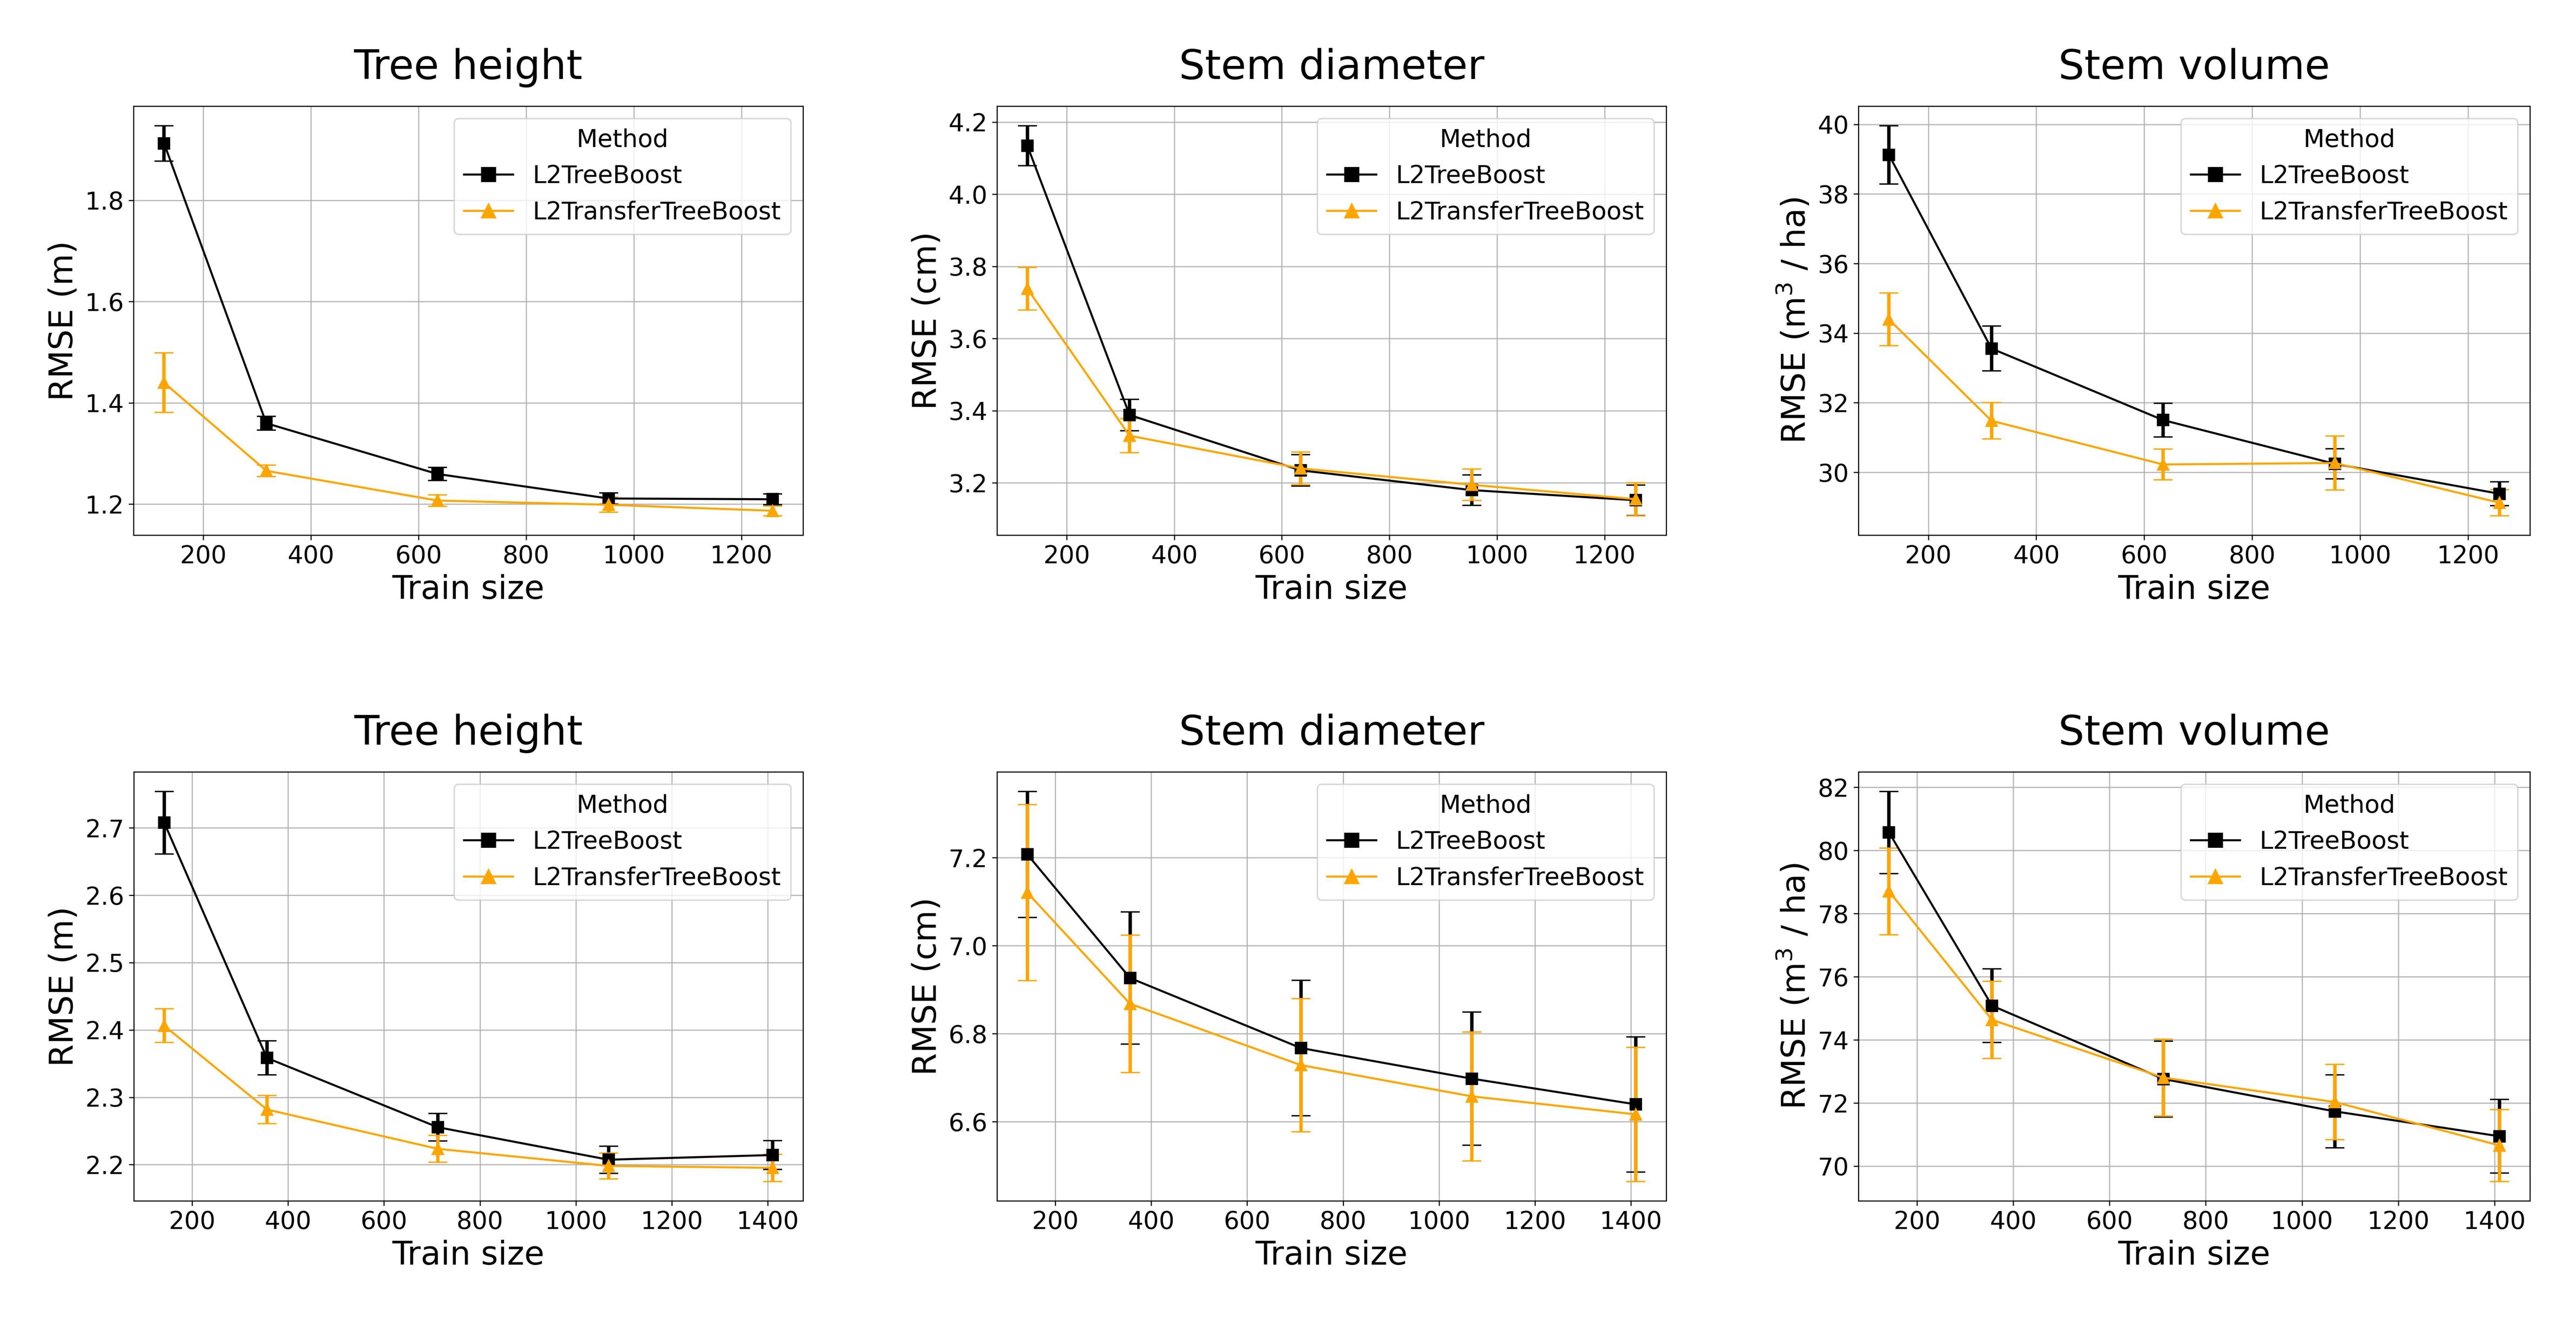 Tree height
RMSE (m)
1.8
1.6
1.4
1.2
200 400 600 800 1000 1200
Train size
Method
L2TreeBoost
L2TransferTreeBoost
Stem diameter
RMSE (cm)
4.2
4.0
3.8
3.6
3.4
3.2
200 400 600 800 1000 1200
Train size
Method
L2TreeBoost
L2TransferTreeBoost
Stem volume
RMSE (m³ / ha)
40
38
36
34
32
30
200 400 600 800 1000 1200
Train size
Method
L2TreeBoost
L2TransferTreeBoost
Tree height
RMSE (m)
2.7
2.6
2.5
2.4
2.3
2.2
200 400 600 800 1000 1200 1400
Train size
Method
L2TreeBoost
L2TransferTreeBoost
Stem diameter
RMSE (cm)
7.2
7.0
6.8
6.6
200 400 600 800 1000 1200 1400
Train size
Method
L2TreeBoost
L2TransferTreeBoost
Stem volume
RMSE (m³ / ha)
82
80
78
76
74
72
70
200 400 600 800 1000 1200 1400
Train size
Method
L2TreeBoost
L2TransferTreeBoost